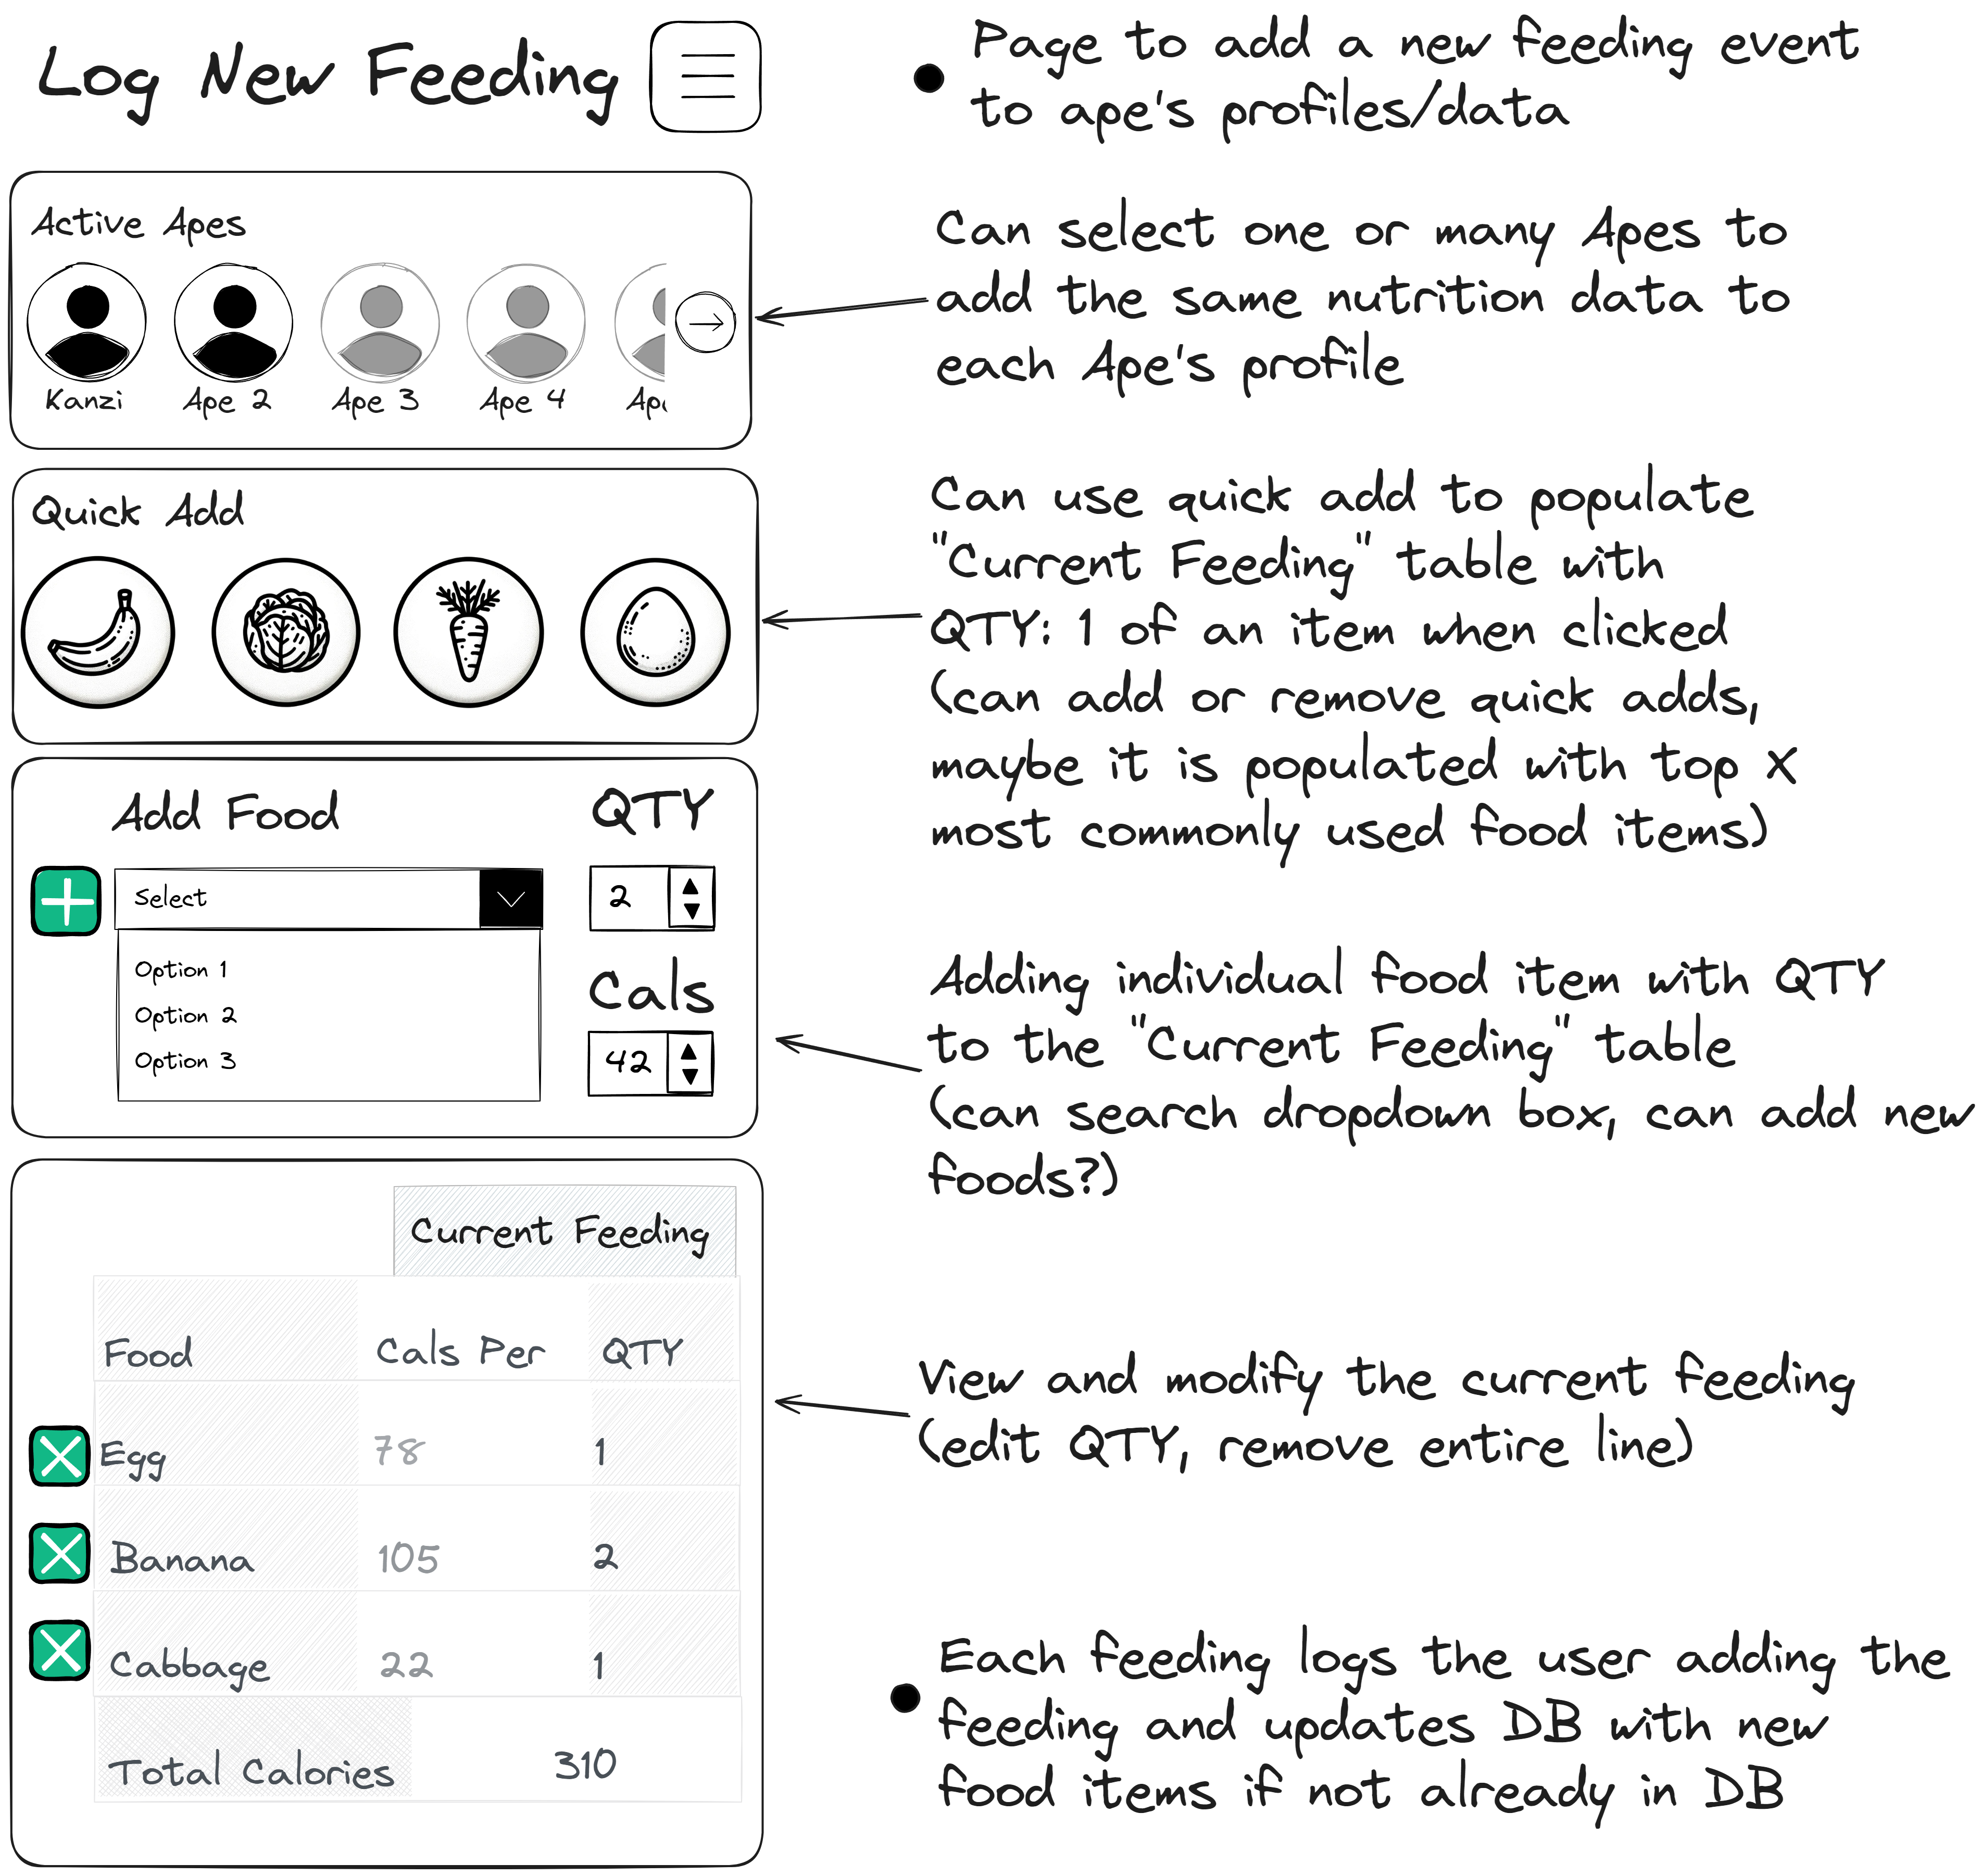 Log New Feeding
Page to add a new feeding event
to ape's profiles/data
Active Apes
Kanzi
Ape 2
Ape 3
Ape 4
Ap
Can select one or many Apes to
add the same nutrition data to
each Ape's profile
Quick Add
Can use quick add to populate
"Current Feeding" table with
QTY: 1 of an item when clicked
(can add or remove quick adds,
maybe it is populated with top X
most commonly used food items)
Add Food
QTY
Select
2
Option 1
Option 2
Option 3
Cals
42
Adding individual food item with QTY
to the "Current Feeding" table
(can search dropdown box, can add new
foods?)
Current Feeding
Food Cals Per QTY
Egg 78 1
Banana 105 2
Cabbage 22 1
Total Calories 310
View and modify the current feeding
(edit QTY, remove entire line)
Each feeding logs the user adding the
feeding and updates DB with new
food items if not already in DB